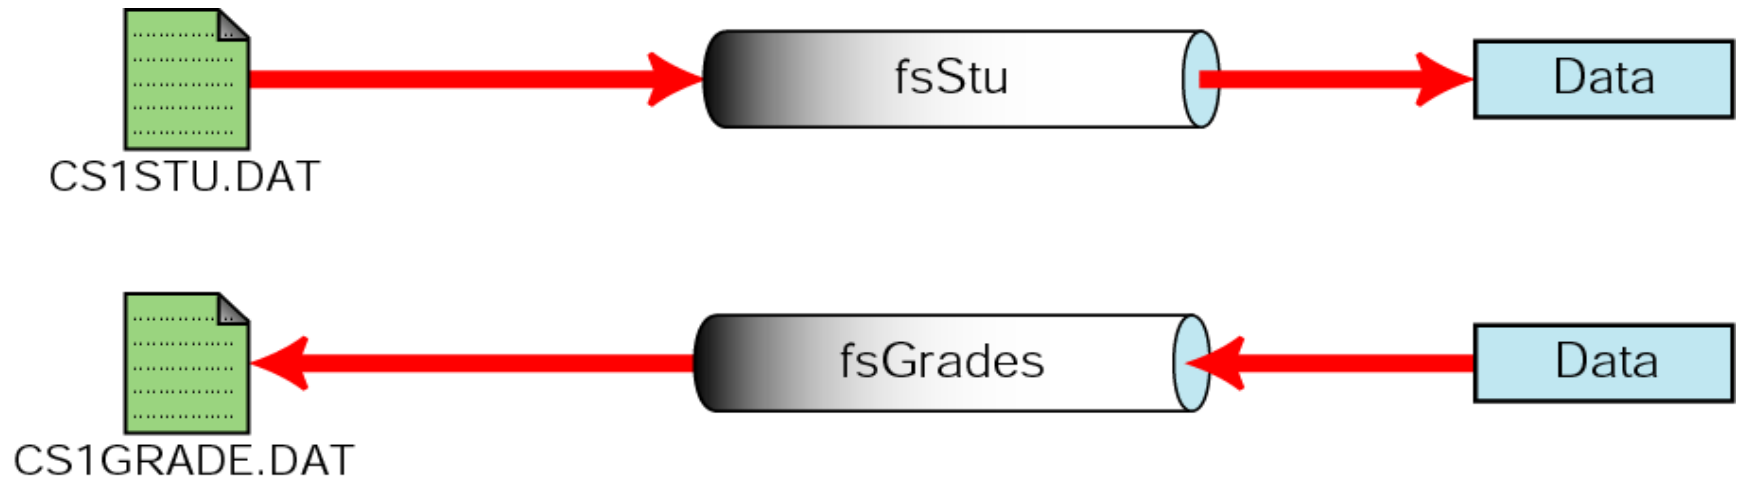 fsStu
Data
CS1STU.DAT
fsGrades
Data
CS1GRADE.DAT